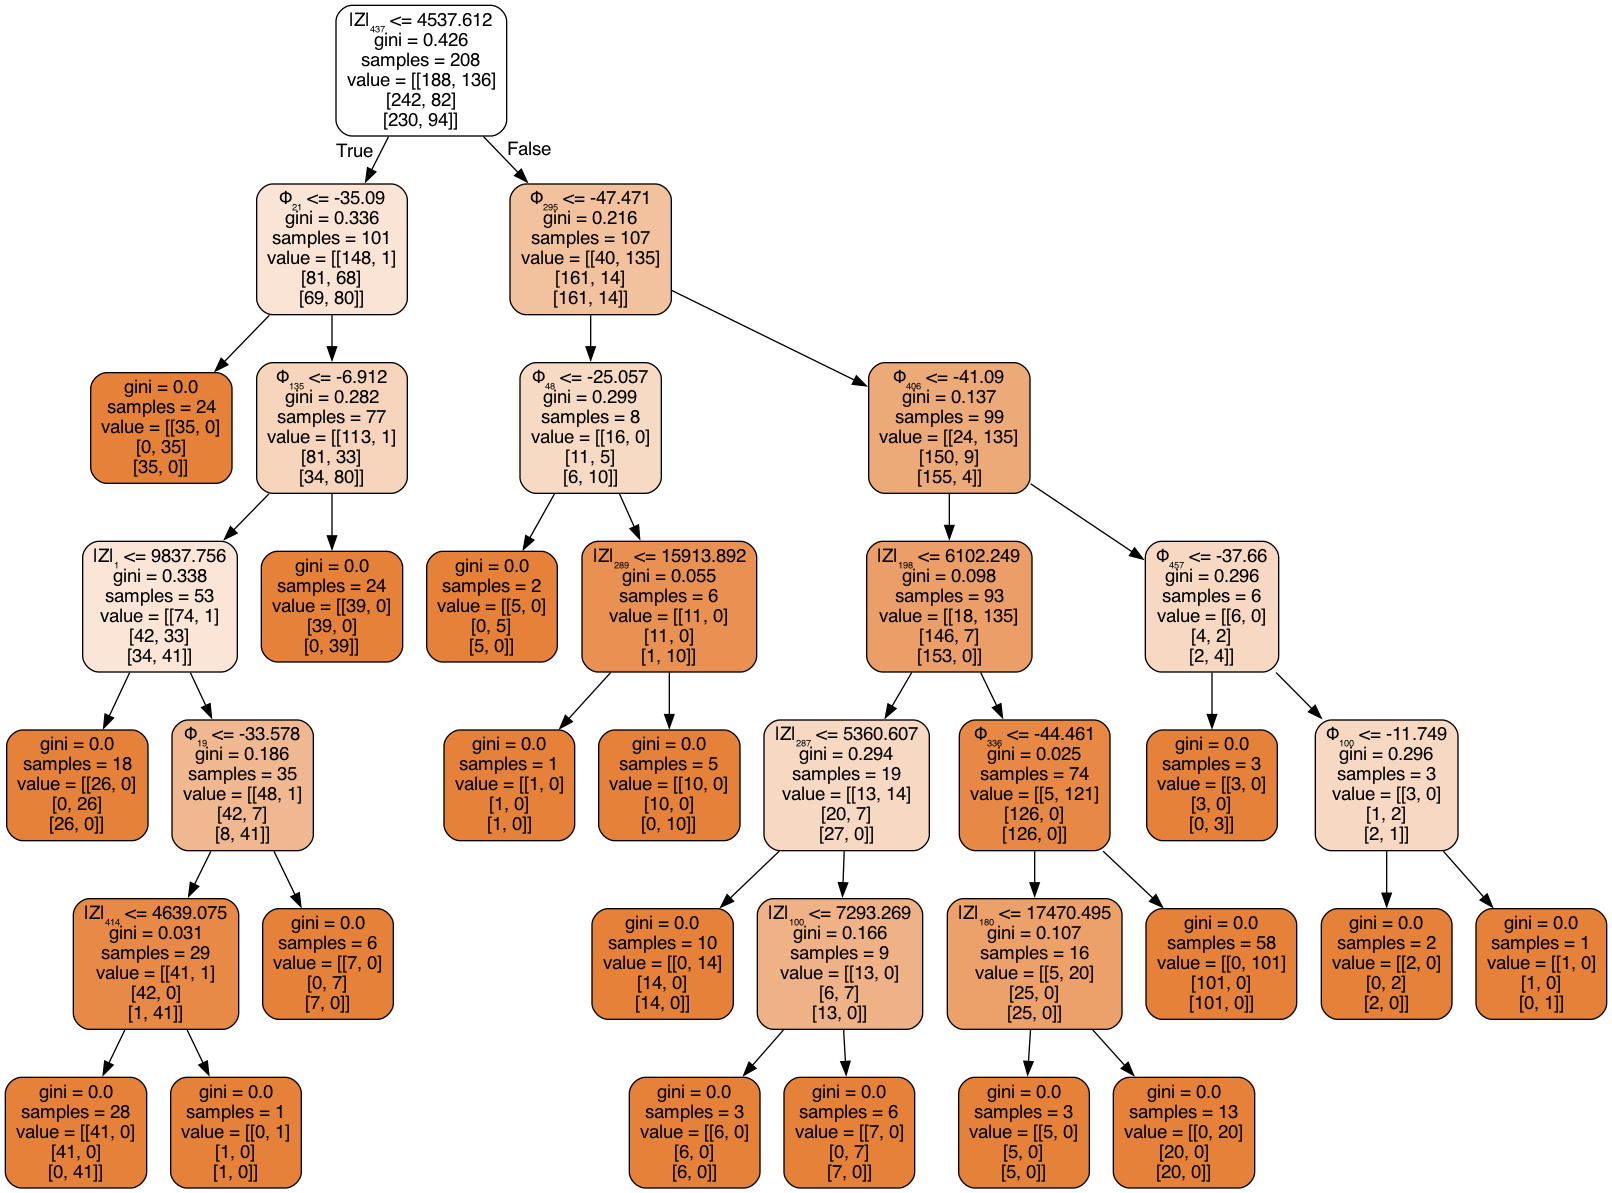 |Z|₄₃₇ <= 4537.612
gini = 0.426
samples = 208
value = [[188, 136]
[242, 82]
[230, 94]]
True
False
Φ₂₁ <= -35.09
gini = 0.336
samples = 101
value = [[148, 1]
[81, 68]
[69, 80]]
Φ₂₉₅ <= -47.471
gini = 0.216
samples = 107
value = [[40, 135]
[161, 14]
[161, 14]]
gini = 0.0
samples = 24
value = [[35, 0]
[0, 35]
[35, 0]]
Φ₁₃₅ <= -6.912
gini = 0.282
samples = 77
value = [[113, 1]
[81, 33]
[34, 80]]
Φ₄₈ <= -25.057
gini = 0.299
samples = 8
value = [[16, 0]
[11, 5]
[6, 10]]
Φ₄₀₆ <= -41.09
gini = 0.137
samples = 99
value = [[24, 135]
[150, 9]
[155, 4]]
|Z|₁ <= 9837.756
gini = 0.338
samples = 53
value = [[74, 1]
[42, 33]
[34, 41]]
gini = 0.0
samples = 24
value = [[39, 0]
[39, 0]
[0, 39]]
gini = 0.0
samples = 2
value = [[5, 0]
[0, 5]
[5, 0]]
|Z|₂₈₉ <= 15913.892
gini = 0.055
samples = 6
value = [[11, 0]
[11, 0]
[1, 10]]
|Z|₁₉₈ <= 6102.249
gini = 0.098
samples = 93
value = [[18, 135]
[146, 7]
[153, 0]]
Φ₄₅₇ <= -37.66
gini = 0.296
samples = 6
value = [[6, 0]
[4, 2]
[2, 4]]
gini = 0.0
samples = 18
value = [[26, 0]
[0, 26]
[26, 0]]
Φ₁₉ <= -33.578
gini = 0.186
samples = 35
value = [[48, 1]
[42, 7]
[8, 41]]
gini = 0.0
samples = 1
value = [[1, 0]
[1, 0]
[1, 0]]
gini = 0.0
samples = 5
value = [[10, 0]
[10, 0]
[0, 10]]
|Z|₂₈₇ <= 5360.607
gini = 0.294
samples = 19
value = [[13, 14]
[20, 7]
[27, 0]]
Φ₃₃₆ <= -44.461
gini = 0.025
samples = 74
value = [[5, 121]
[126, 0]
[126, 0]]
gini = 0.0
samples = 3
value = [[3, 0]
[3, 0]
[0, 3]]
Φ₁₀₀ <= -11.749
gini = 0.296
samples = 3
value = [[3, 0]
[1, 2]
[2, 1]]
|Z|₄₁₄ <= 4639.075
gini = 0.031
samples = 29
value = [[41, 1]
[42, 0]
[1, 41]]
gini = 0.0
samples = 6
value = [[7, 0]
[0, 7]
[7, 0]]
gini = 0.0
samples = 10
value = [[0, 14]
[14, 0]
[14, 0]]
|Z|₁₀₀ <= 7293.269
gini = 0.166
samples = 9
value = [[13, 0]
[6, 7]
[13, 0]]
|Z|₁₈₀ <= 17470.495
gini = 0.107
samples = 16
value = [[5, 20]
[25, 0]
[25, 0]]
gini = 0.0
samples = 58
value = [[0, 101]
[101, 0]
[101, 0]]
gini = 0.0
samples = 2
value = [[2, 0]
[0, 2]
[2, 0]]
gini = 0.0
samples = 1
value = [[1, 0]
[1, 0]
[0, 1]]
gini = 0.0
samples = 28
value = [[41, 0]
[41, 0]
[0, 41]]
gini = 0.0
samples = 1
value = [[0, 1]
[1, 0]
[1, 0]]
gini = 0.0
samples = 3
value = [[6, 0]
[6, 0]
[6, 0]]
gini = 0.0
samples = 6
value = [[7, 0]
[0, 7]
[7, 0]]
gini = 0.0
samples = 3
value = [[5, 0]
[5, 0]
[5, 0]]
gini = 0.0
samples = 13
value = [[0, 20]
[20, 0]
[20, 0]]